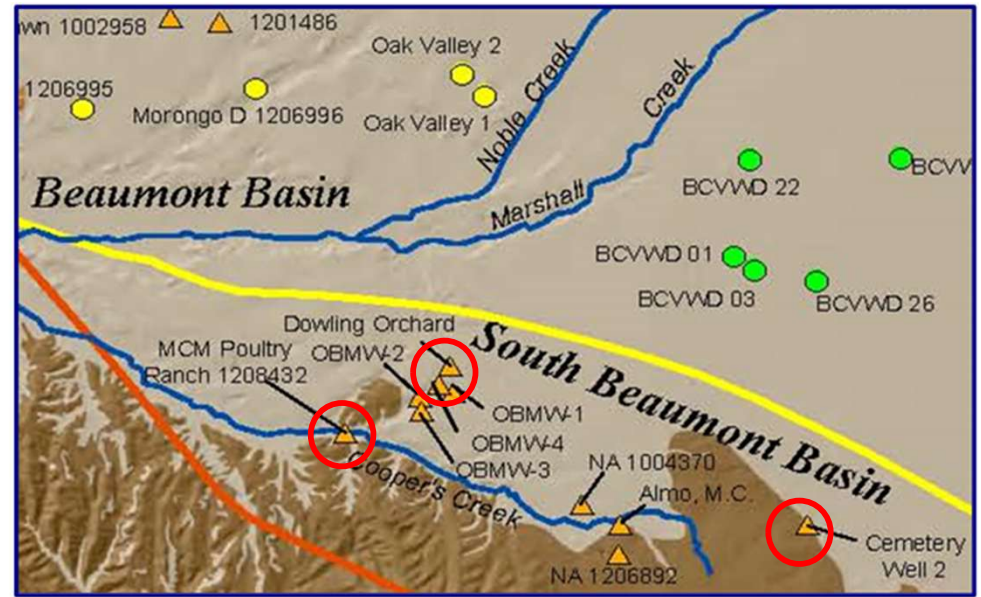 wn 1002958
1201486
Oak Valley 2
1206995
Morongo D 1206996
Oak Valley 1
Noble Creek
Creek
Marshall
BCVWD 22
BCVV
Beaumont Basin
BCVWD 01
BCVWD 03
BCVWD 26
Dowling Orchard
MCM Poultry
Ranch 1208432
OBMW-2
South Beaumont Basin
OBMW-1
OBMW-4
OBMW-3
Cooper's Creek
NA 1004370
Almo, M.C.
NA 1206892
Cemetery
Well 2